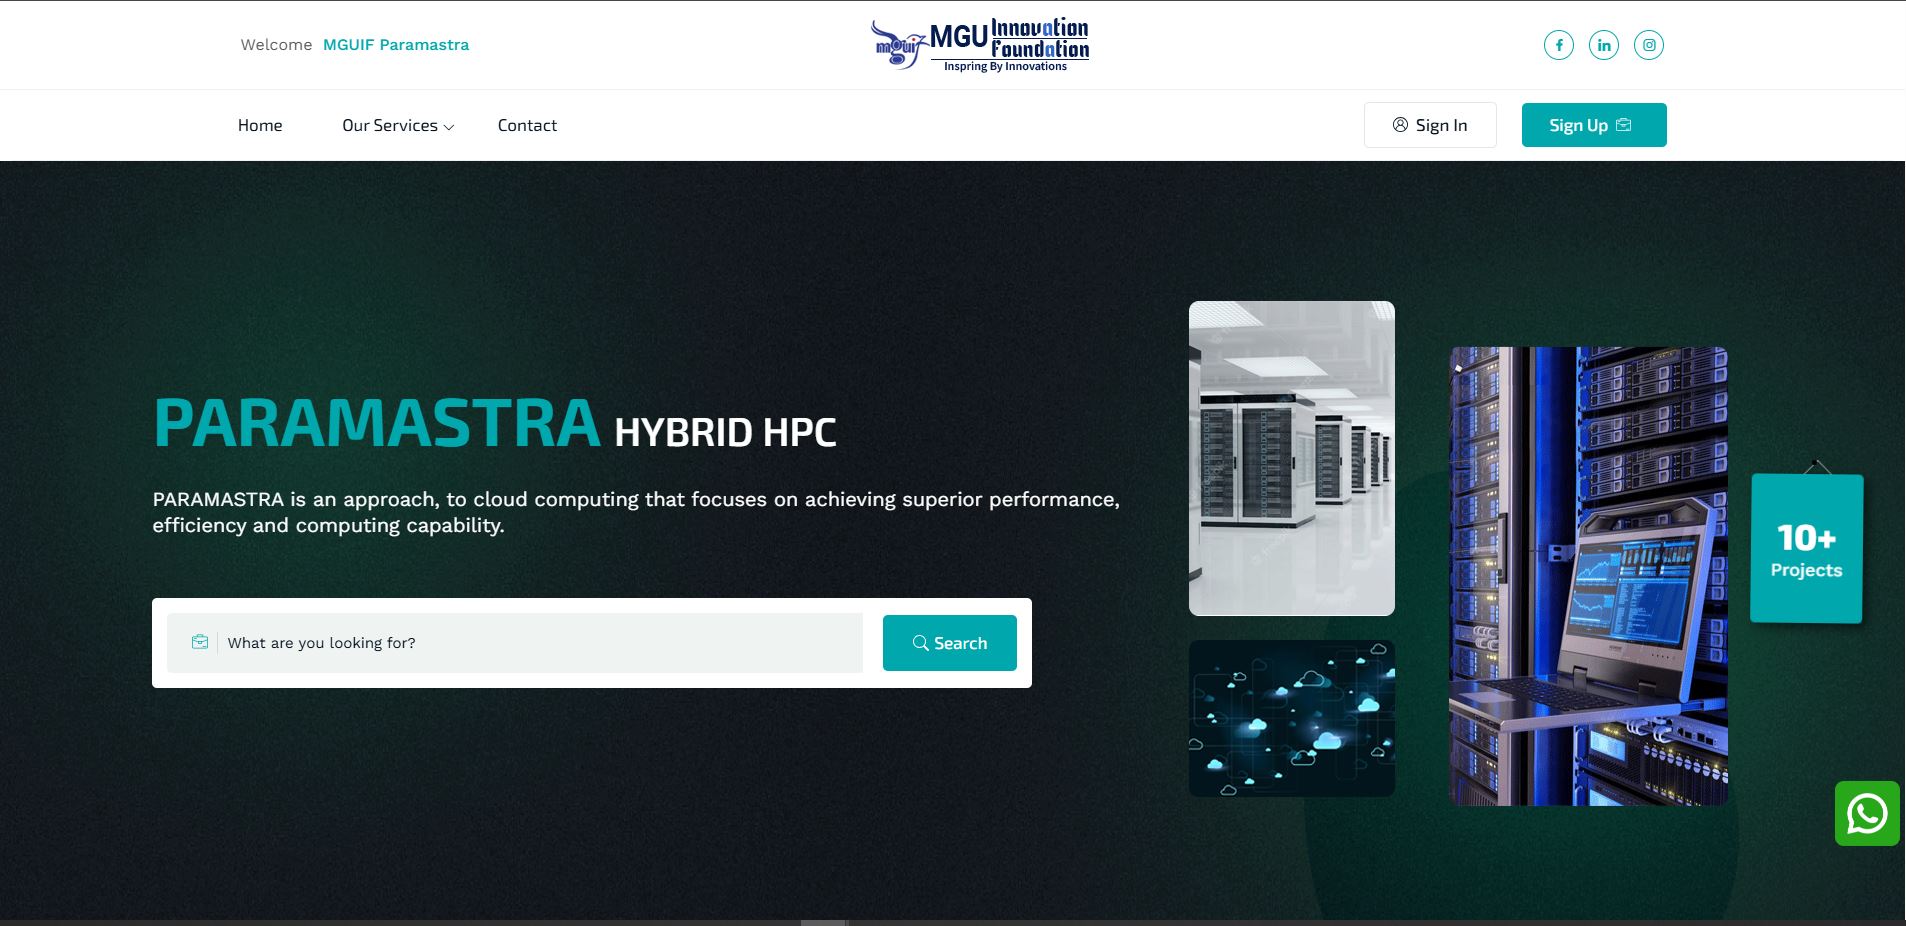 Welcome MGUIF Paramastra
mguif MGU Innovation
Foundation
Inspring By Innovations
Home Our Services Contact Sign In Sign Up
PARAMASTRA HYBRID HPC
PARAMASTRA is an approach, to cloud computing that focuses on achieving superior performance,
efficiency and computing capability.
What are you looking for? Search
10+
Projects